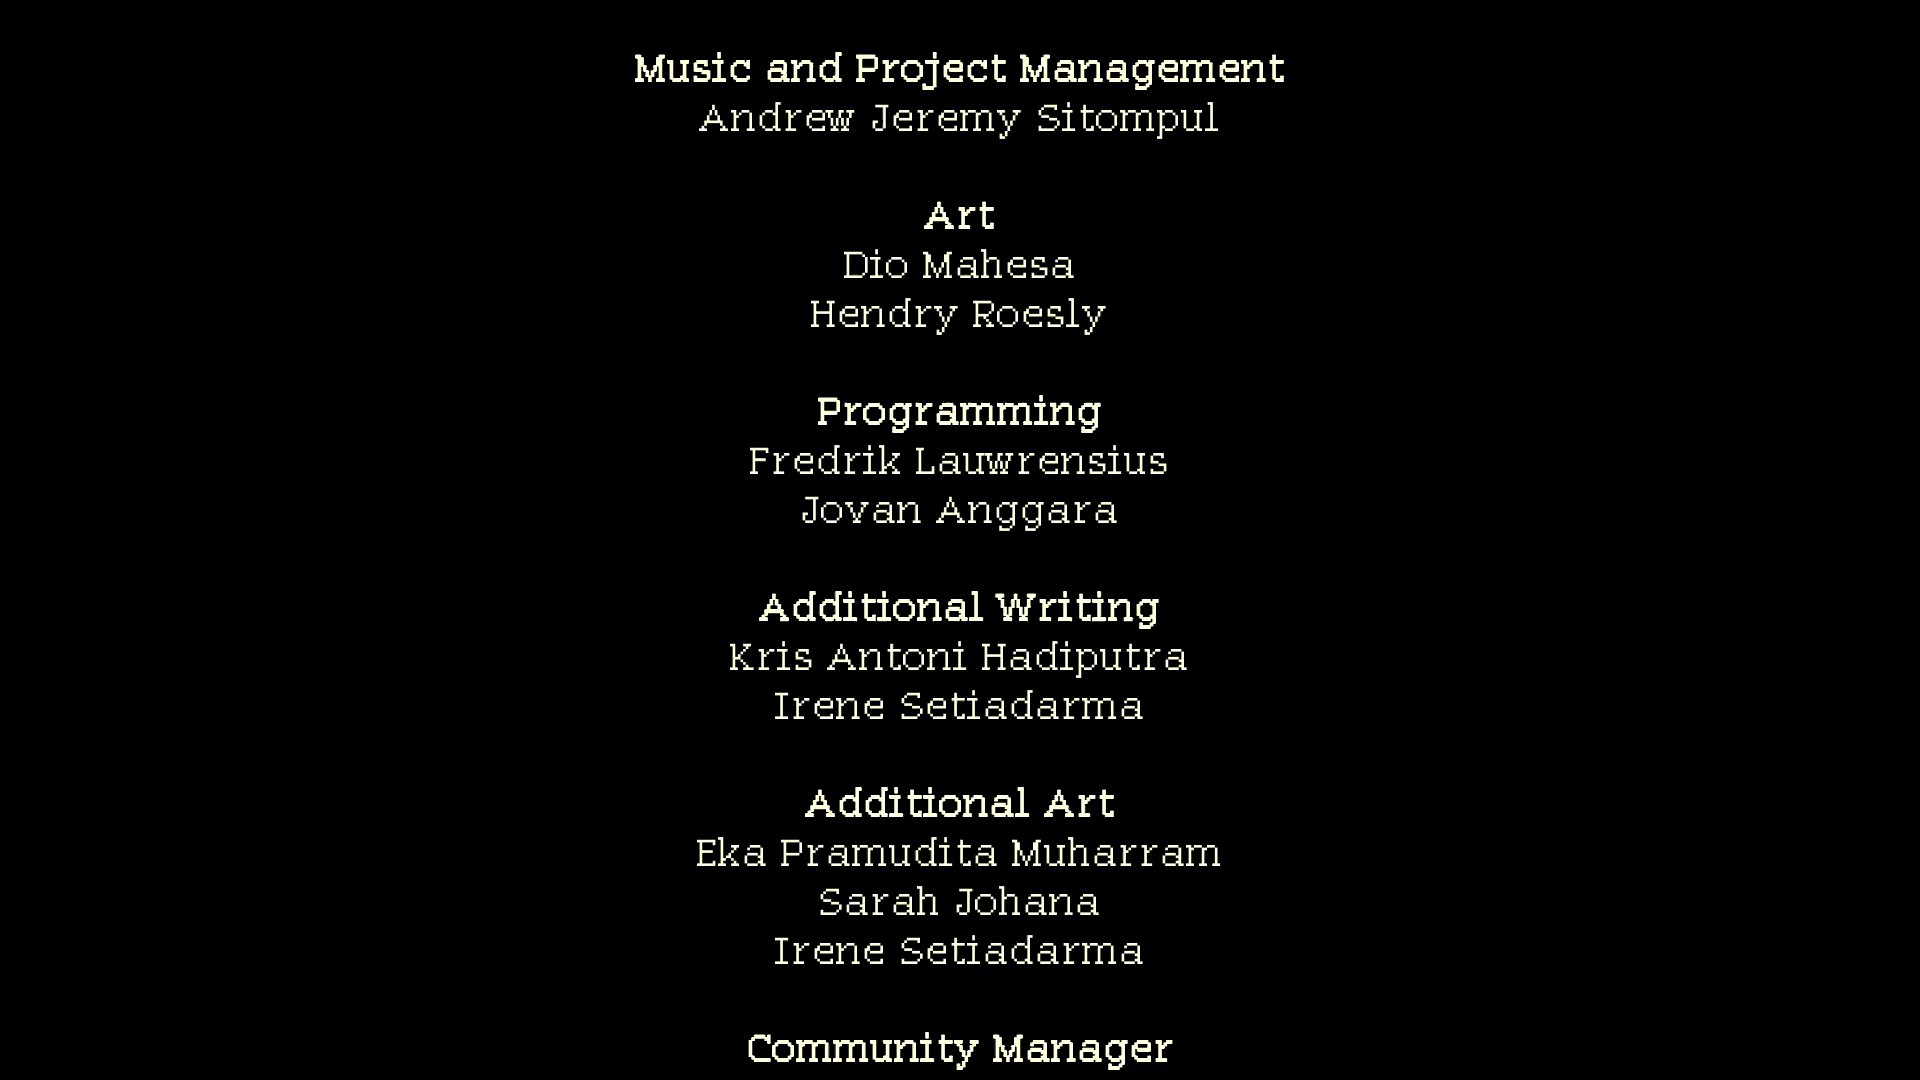 Music and Project Management
Andrew Jeremy Sitompul
Art
Dio Mahesa
Hendry Roesly
Programming
Fredrik Lauwrensius
Jovan Anggara
Additional Writing
Kris Antoni Hadiputra
Irene Setiadarma
Additional Art
Eka Pramudita Muharram
Sarah Johana
Irene Setiadarma
Community Manager